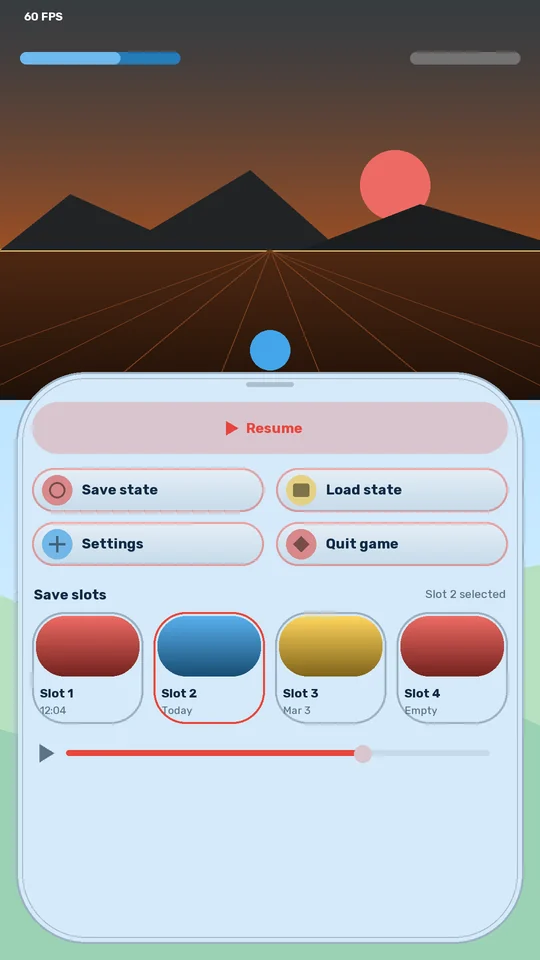 60 FPS
Resume
Save state
Load state
Settings
Quit game
Save slots
Slot 2 selected
Slot 1
12:04
Slot 2
Today
Slot 3
Mar 3
Slot 4
Empty